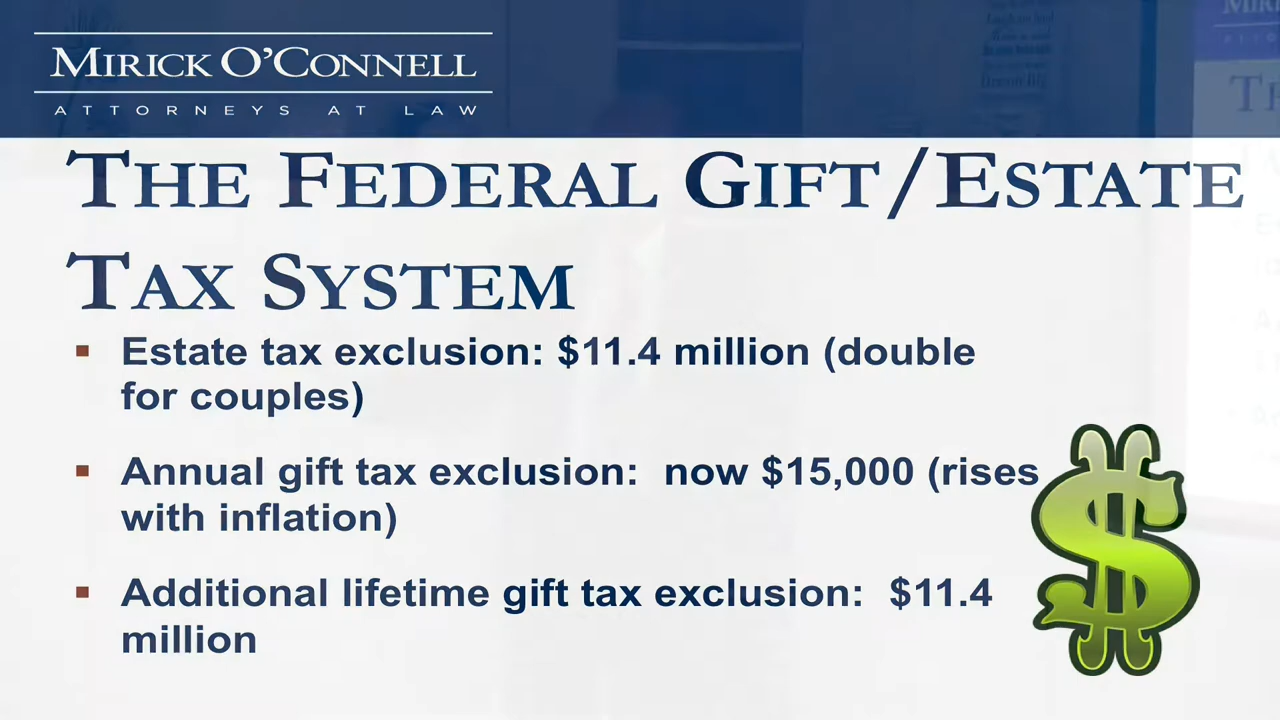 MIRICK O'CONNELL
ATTORNEYS AT LAW
THE FEDERAL GIFT/ESTATE
TAX SYSTEM
▪ Estate tax exclusion: $11.4 million (double
for couples)
▪ Annual gift tax exclusion:  now $15,000 (rises
with inflation)
▪ Additional lifetime gift tax exclusion:  $11.4
million